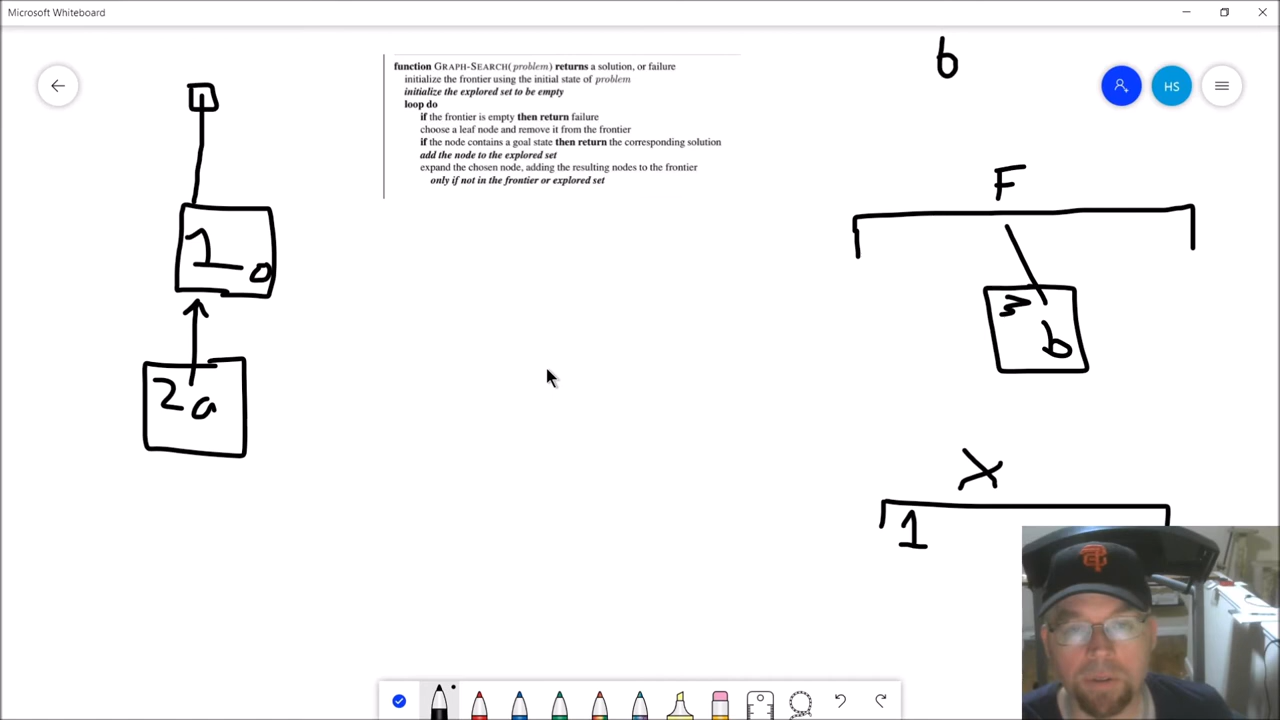 Microsoft Whiteboard
function GRAPH-SEARCH(problem) returns a solution, or failure
initialize the frontier using the initial state of problem
initialize the explored set to be empty
loop do
if the frontier is empty then return failure
choose a leaf node and remove it from the frontier
if the node contains a goal state then return the corresponding solution
add the node to the explored set
expand the chosen node, adding the resulting nodes to the frontier
only if not in the frontier or explored set
b
HS
F
1 0
3 b
2 a
X
1